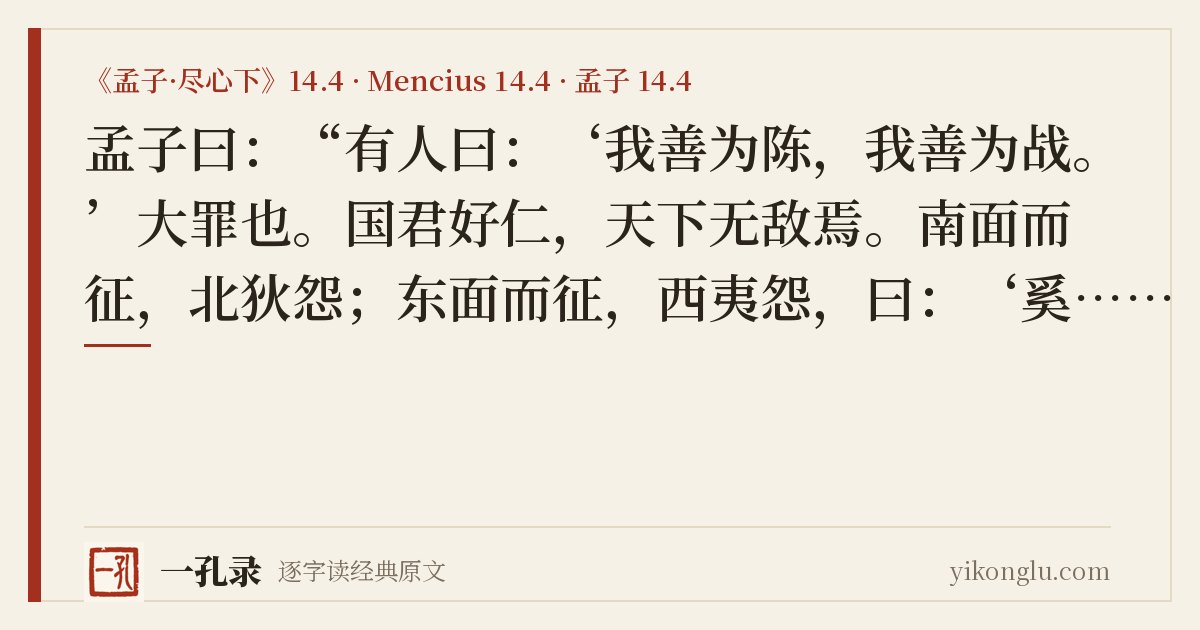 《孟子·尽心下》14.4 · Mencius 14.4 · 孟子 14.4
孟子曰：“有人曰：‘我善为陈，我善为战。
’大罪也。国君好仁，天下无敌焉。南面而
征，北狄怨；东面而征，西夷怨，曰：‘奚……
一孔
一孔录 逐字读经典原文 yikonglu.com